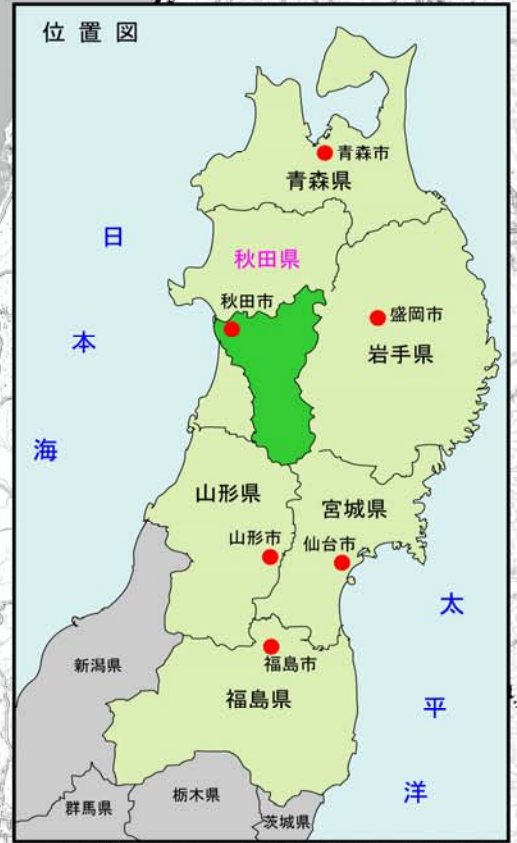 位置図
青森市
青森県
日本海
秋田県
秋田市
盛岡市
岩手県
山形県
宮城県
山形市
仙台市
太平洋
新潟県
福島市
福島県
群馬県
栃木県
茨城県